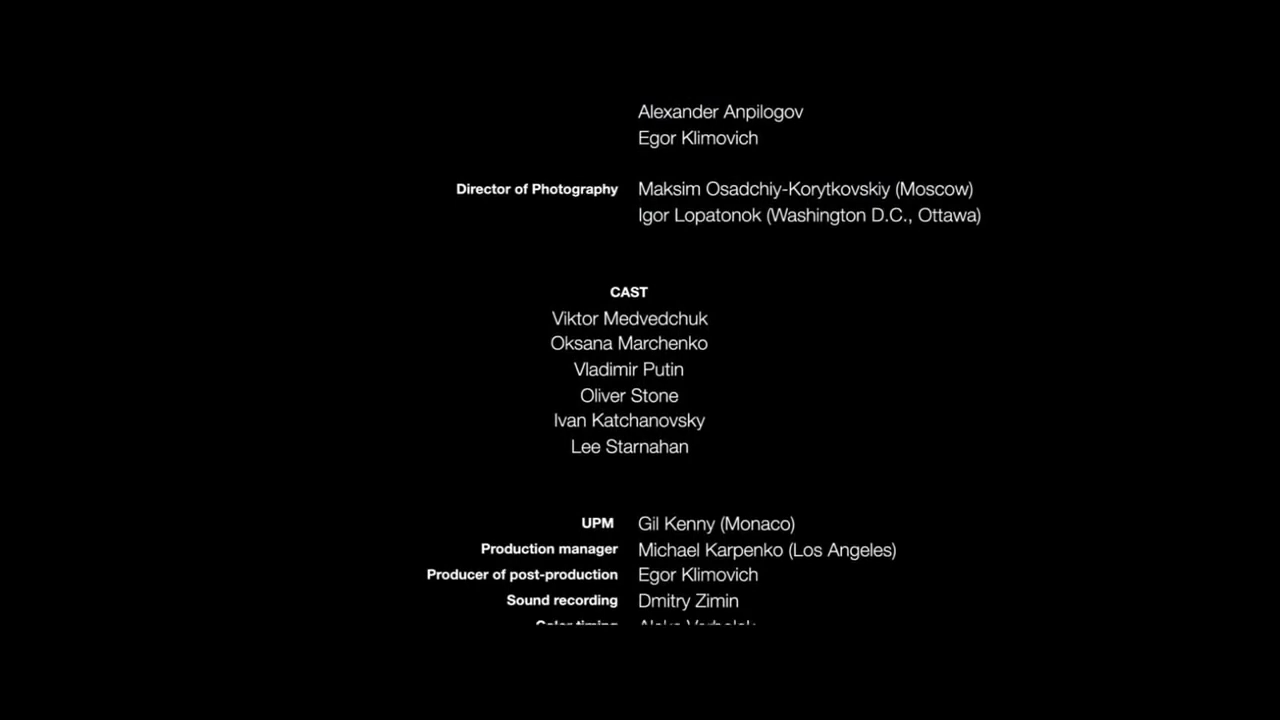 Alexander Anpilogov
Egor Klimovich
Director of Photography Maksim Osadchiy-Korytkovskiy (Moscow)
Igor Lopatonok (Washington D.C., Ottawa)
CAST
Viktor Medvedchuk
Oksana Marchenko
Vladimir Putin
Oliver Stone
Ivan Katchanovsky
Lee Starnahan
UPM Gil Kenny (Monaco)
Production manager Michael Karpenko (Los Angeles)
Producer of post-production Egor Klimovich
Sound recording Dmitry Zimin
Color timing